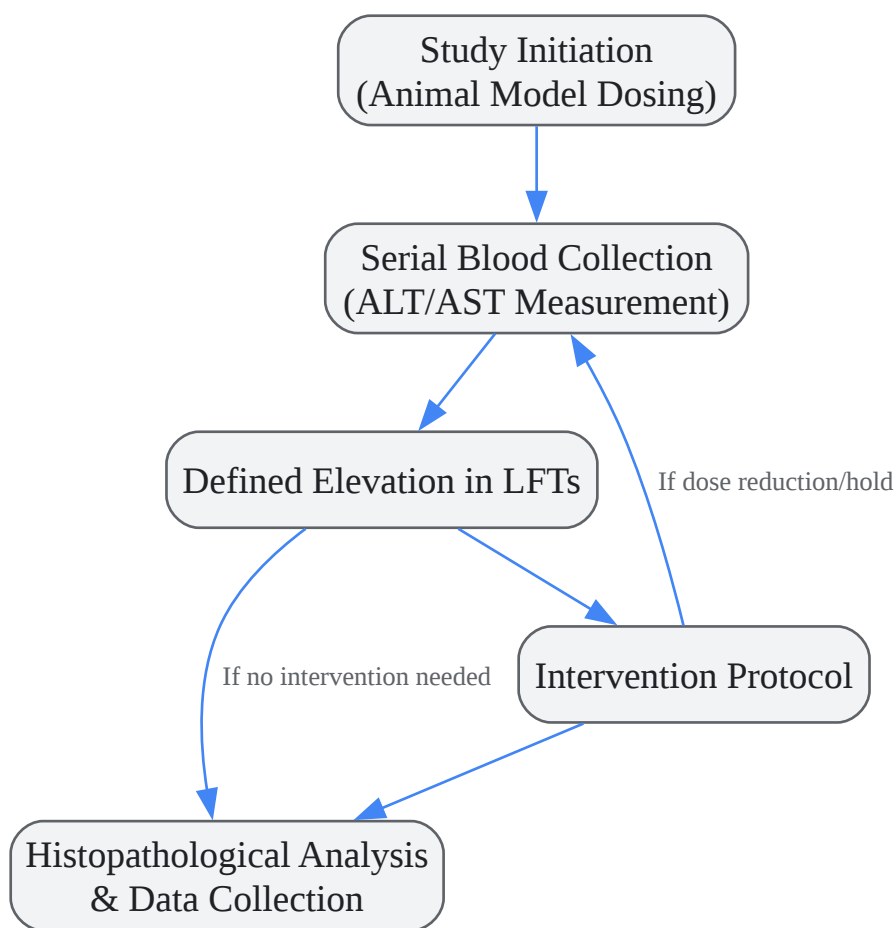 Study Initiation
(Animal Model Dosing)
Serial Blood Collection
(ALT/AST Measurement)
Defined Elevation in LFTs
If dose reduction/hold
If no intervention needed
Intervention Protocol
Histopathological Analysis
& Data Collection